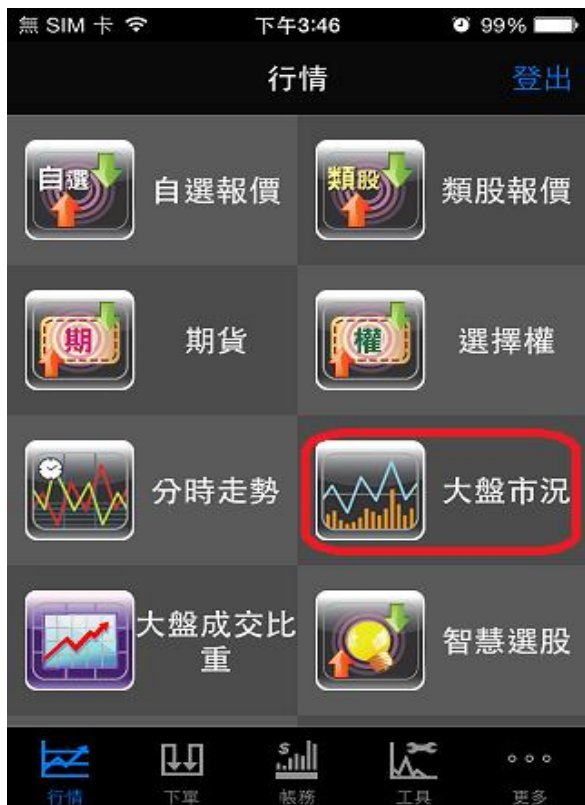 無 SIM 卡 下午3:46 99%
行情 登出
自選 自選報價 類股 類股報價
期 期貨 權 選擇權
分時走勢 大盤市況
大盤成交比
重
智慧選股
S
行情 下單 帳務 工具 更多